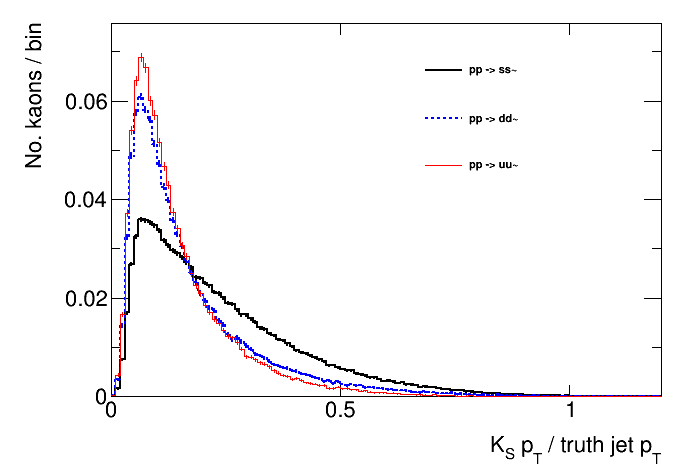 No. kaons / bin
0.06
0.04
0.02
0
0
0.5
1
pp -> ss~
pp -> dd~
pp -> uu~
K_S p_T / truth jet p_T